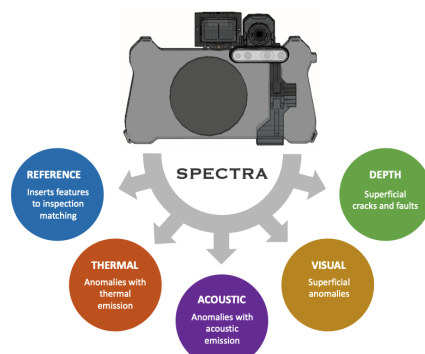 SPECTRA
REFERENCE
Inserts features
to inspection
matching
THERMAL
Anomalies with
thermal
emission
ACOUSTIC
Anomalies with
acoustic
emission
VISUAL
Superficial
anomalies
DEPTH
Superficial
cracks and faults